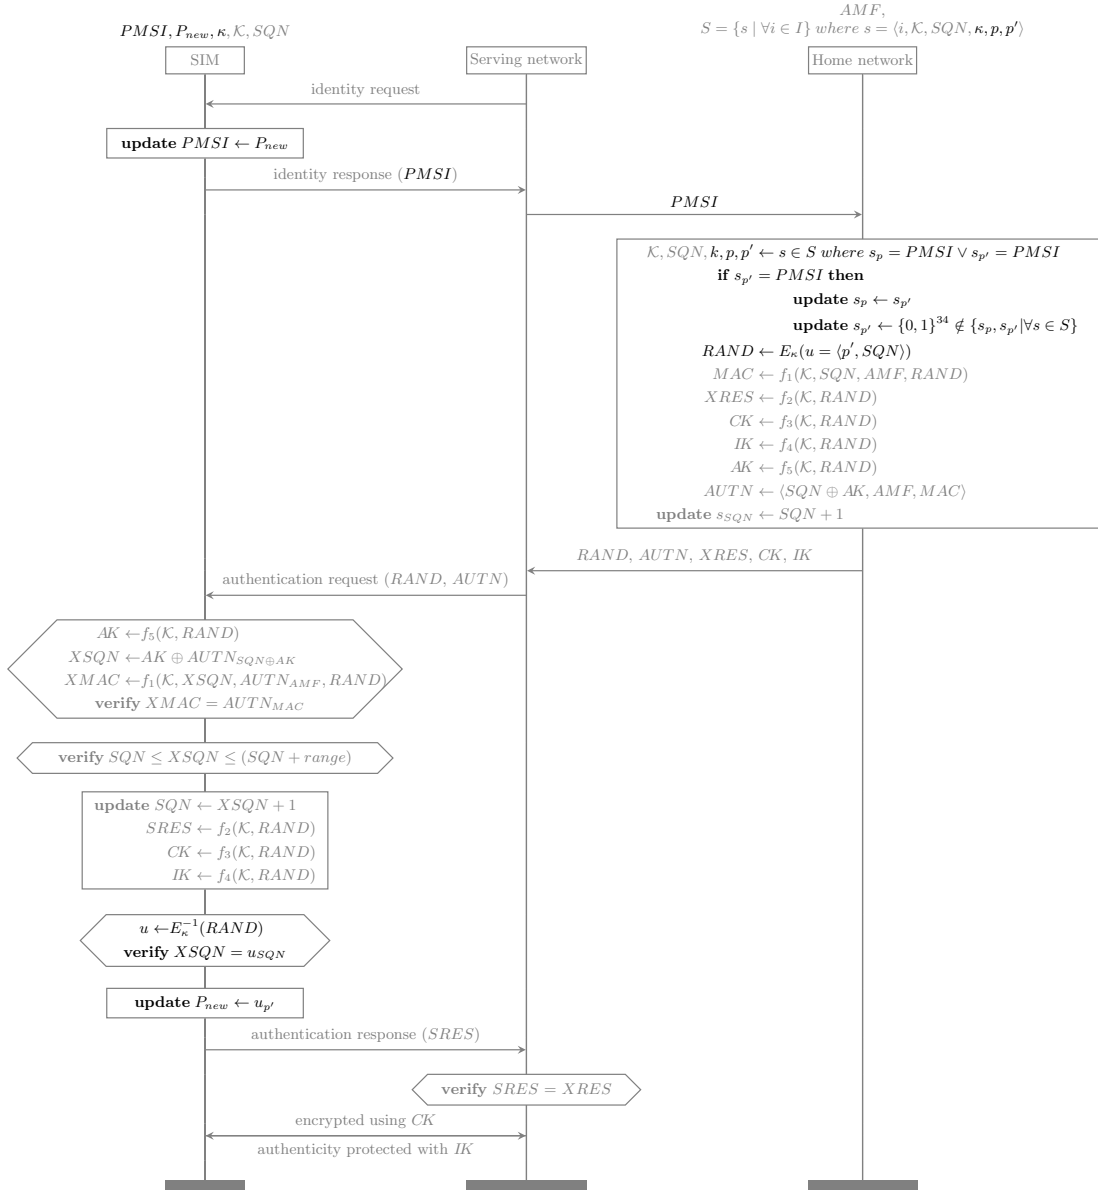 PMSI, P_new, κ, 𝒦, SQN
AMF,
S = {s | ∀i ∈ I} where s = ⟨i, 𝒦, SQN, κ, p, p′⟩
SIM
Serving network
Home network
identity request
update PMSI ← P_new
identity response (PMSI)
PMSI
𝒦, SQN, k, p, p′ ← s ∈ S where s_p = PMSI ∨ s_p′ = PMSI
if s_p′ = PMSI then
update s_p ← s_p′
update s_p′ ← {0, 1}^34 ∉ {s_p, s_p′|∀s ∈ S}
RAND ← E_κ(u = ⟨p′, SQN⟩)
MAC ← f₁(𝒦, SQN, AMF, RAND)
XRES ← f₂(𝒦, RAND)
CK ← f₃(𝒦, RAND)
IK ← f₄(𝒦, RAND)
AK ← f₅(𝒦, RAND)
AUTN ← ⟨SQN ⊕ AK, AMF, MAC⟩
update s_SQN ← SQN + 1
RAND, AUTN, XRES, CK, IK
authentication request (RAND, AUTN)
AK ←f₅(𝒦, RAND)
XSQN ←AK ⊕ AUTN_SQN⊕AK
XMAC ←f₁(𝒦, XSQN, AUTN_AMF, RAND)
verify XMAC = AUTN_MAC
verify SQN ≤ XSQN ≤ (SQN + range)
update SQN ← XSQN + 1
SRES ← f₂(𝒦, RAND)
CK ← f₃(𝒦, RAND)
IK ← f₄(𝒦, RAND)
u ←E_κ^−1(RAND)
verify XSQN = u_SQN
update P_new ← u_p′
authentication response (SRES)
verify SRES = XRES
encrypted using CK
authenticity protected with IK